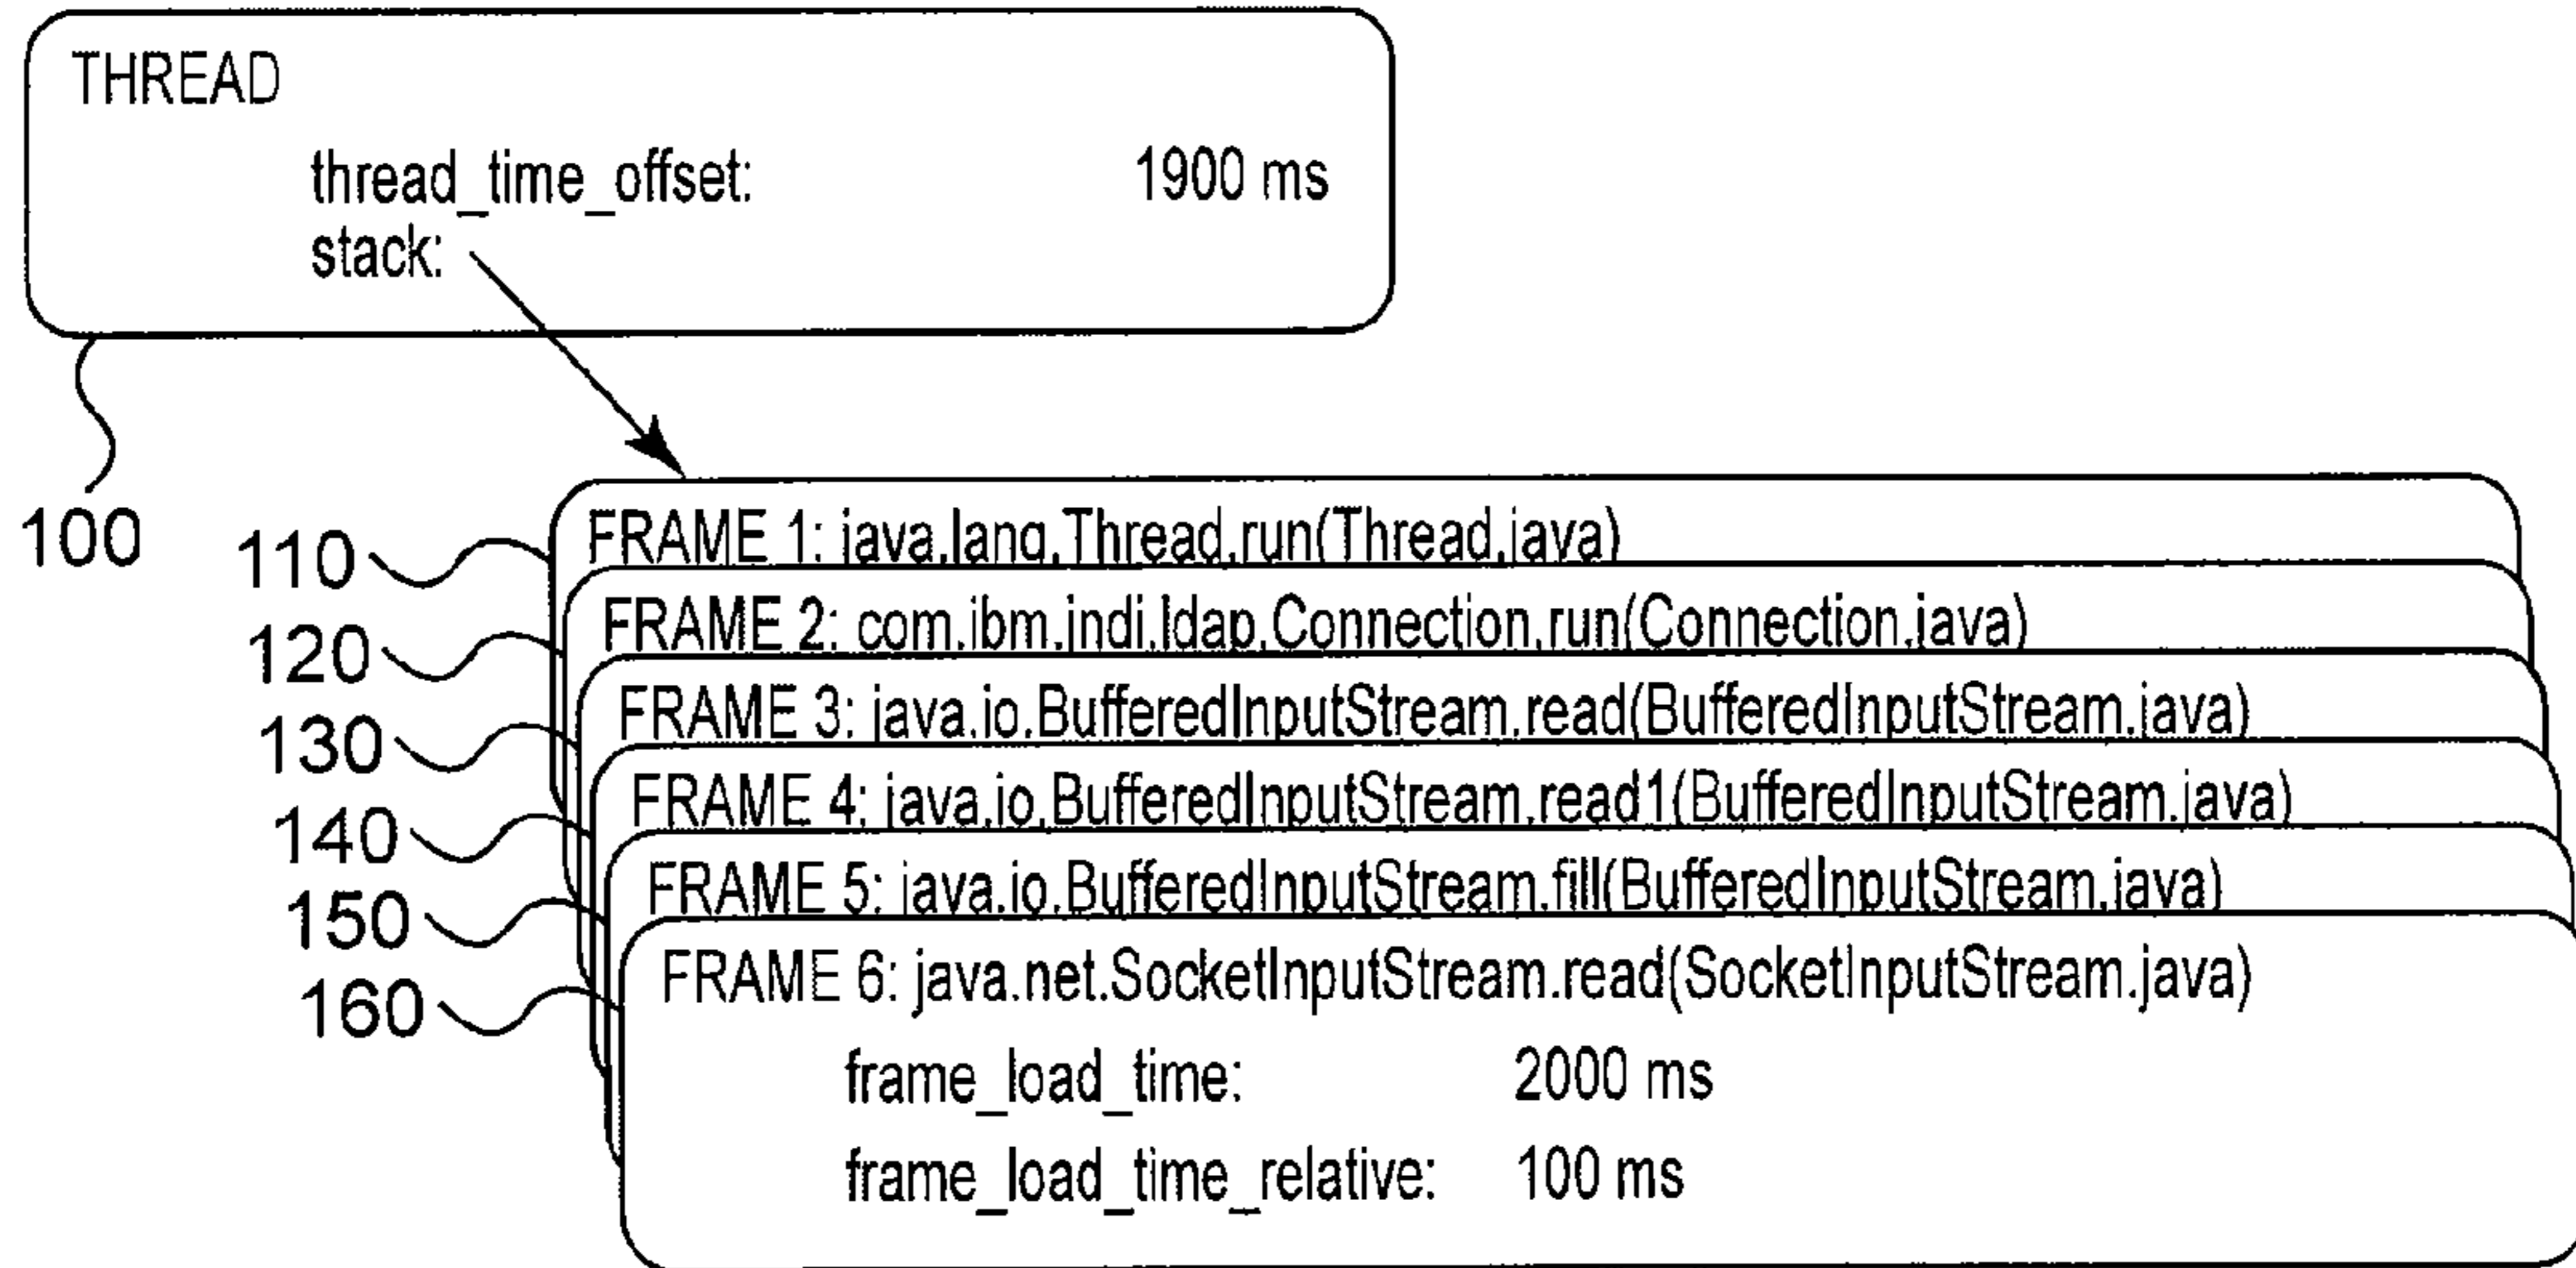 THREAD
thread_time_offset: 1900 ms
stack:
100
110 FRAME 1: java.lang.Thread.run(Thread.java)
120 FRAME 2: com.ibm.jndi.ldap.Connection.run(Connection.java)
130 FRAME 3: java.io.BufferedInputStream.read(BufferedInputStream.java)
140 FRAME 4: java.io.BufferedInputStream.read1(BufferedInputStream.java)
150 FRAME 5: java.io.BufferedInputStream.fill(BufferedInputStream.java)
160 FRAME 6: java.net.SocketInputStream.read(SocketInputStream.java)
frame_load_time: 2000 ms
frame_load_time_relative: 100 ms